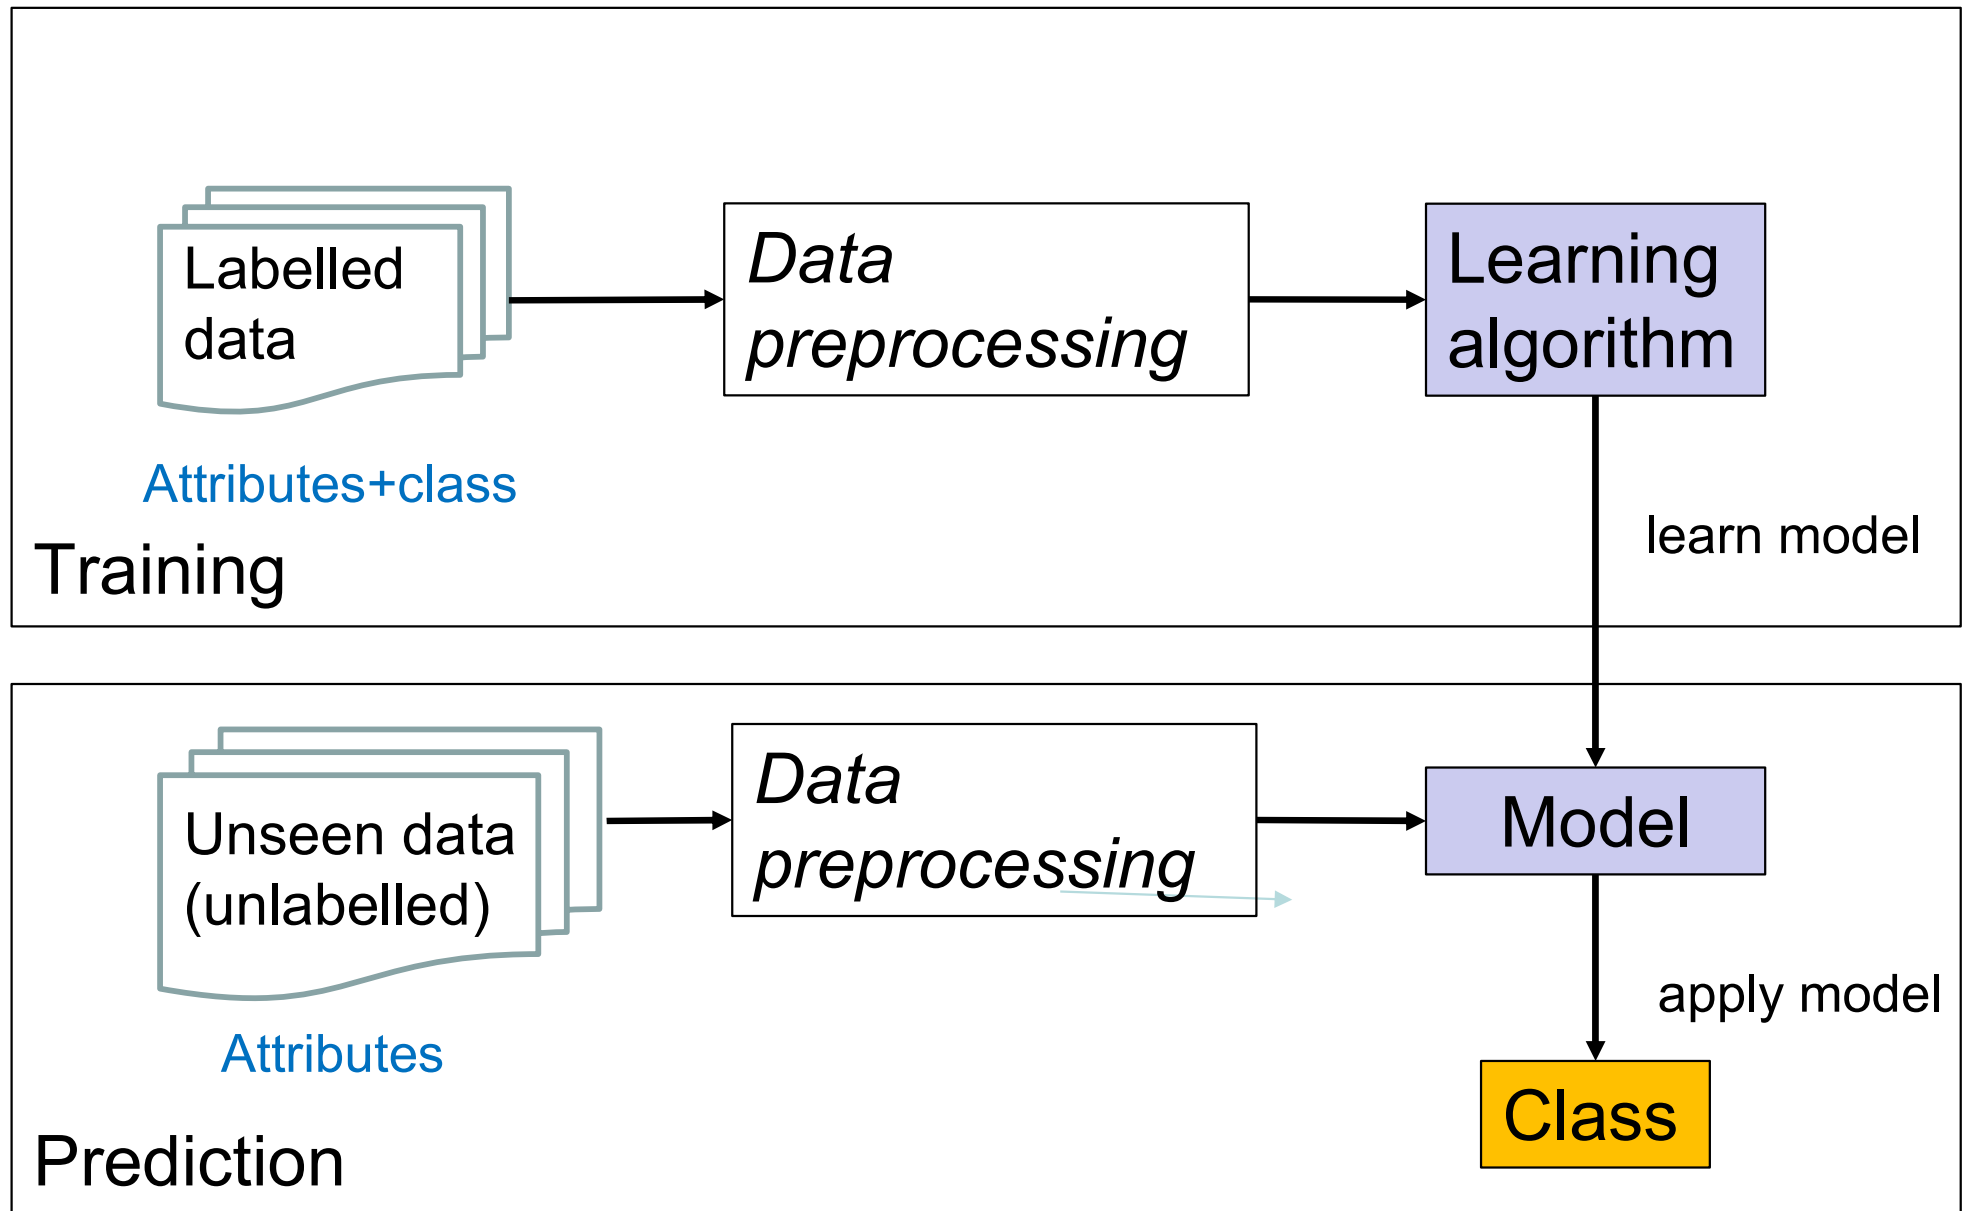 Labelled
data
Data
preprocessing
Learning
algorithm
Attributes+class
learn model
Training
Unseen data
(unlabelled)
Data
preprocessing
Model
apply model
Attributes
Class
Prediction